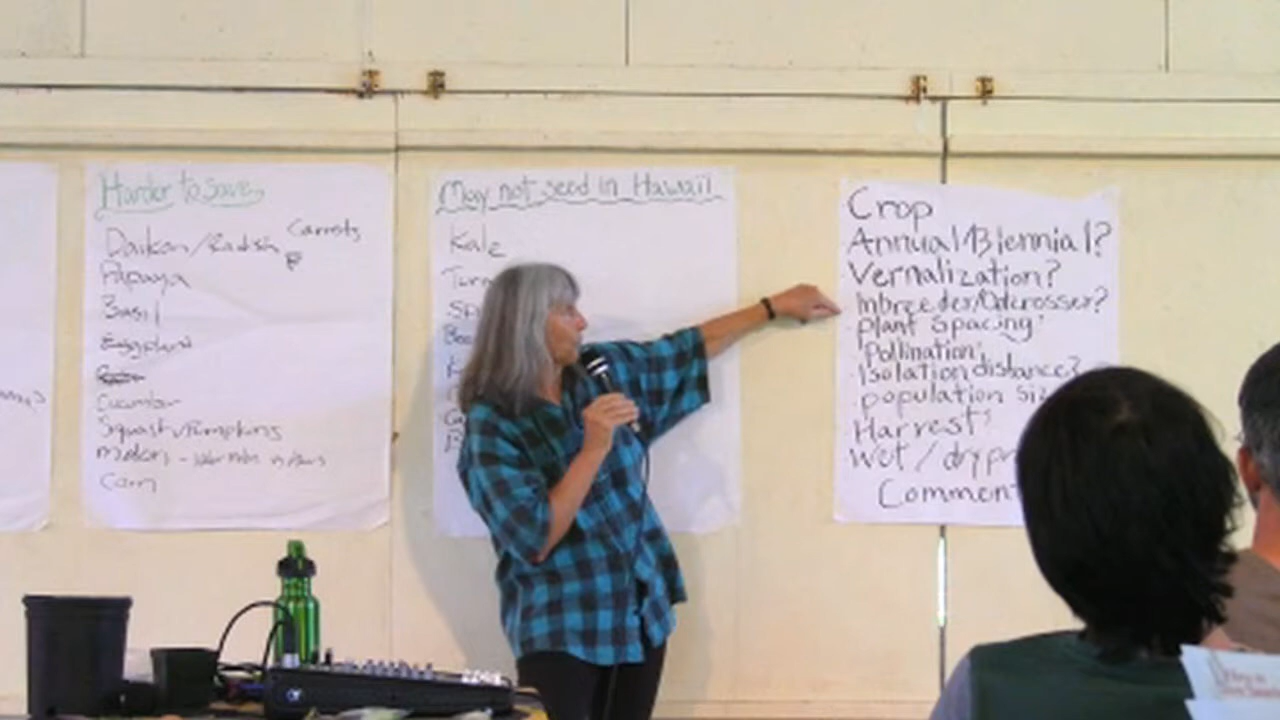 Harder to save
Carrots
Daikon/Radish
Papaya
Basil
Eggplant
Cucumber
Squash/Pumpkins
Melons -
Corn
May not seed in Hawaii
Kale
Crop
Annual/Biennial?
Vernalization?
Inbreeder/Outcrosser?
Plant spacing
Pollination
Isolation distance?
population
Harvest
Wet/dry
Comment